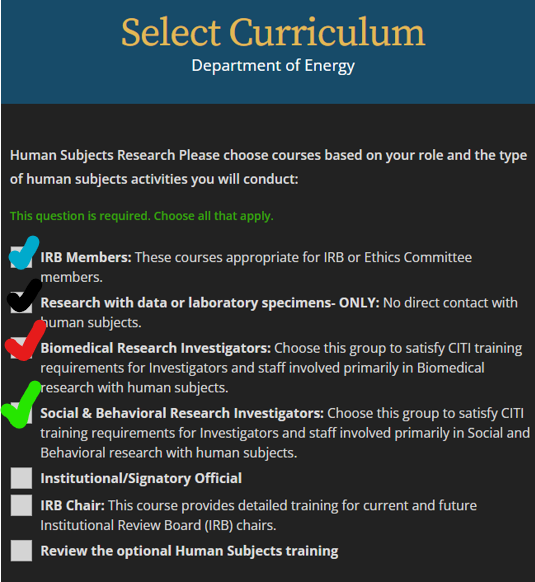 Select Curriculum
Department of Energy
Human Subjects Research Please choose courses based on your role and the type
of human subjects activities you will conduct:
This question is required. Choose all that apply.
IRB Members: These courses appropriate for IRB or Ethics Committee
members.
Research with data or laboratory specimens- ONLY: No direct contact with
human subjects.
Biomedical Research Investigators: Choose this group to satisfy CITI training
requirements for Investigators and staff involved primarily in Biomedical
research with human subjects.
Social & Behavioral Research Investigators: Choose this group to satisfy CITI
training requirements for Investigators and staff involved primarily in Social and
Behavioral research with human subjects.
Institutional/Signatory Official
IRB Chair: This course provides detailed training for current and future
Institutional Review Board (IRB) chairs.
Review the optional Human Subjects training